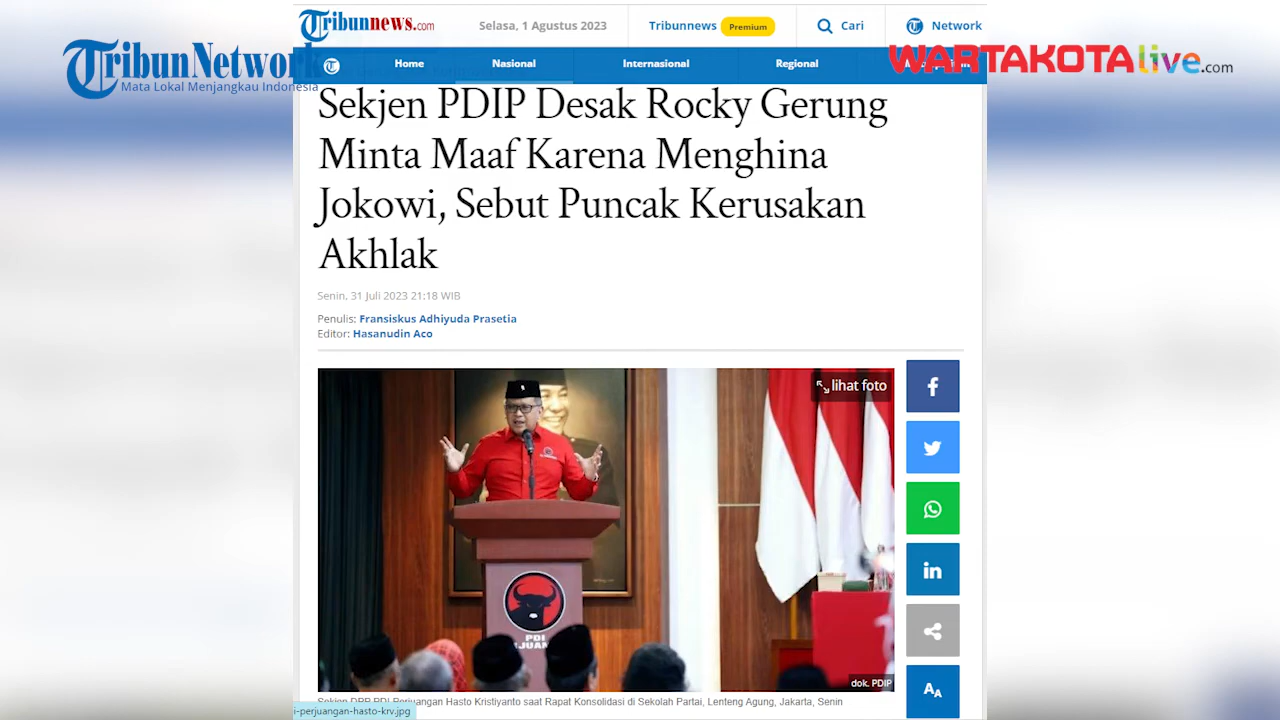 Tribunnews.com
Selasa, 1 Agustus 2023
Tribunnews Premium
Cari
Network
TribunNetwork
Mata Lokal Menjangkau Indonesia
WARTAKOTAlive.com
Home
Nasional
Internasional
Regional
Sekjen PDIP Desak Rocky Gerung
Minta Maaf Karena Menghina
Jokowi, Sebut Puncak Kerusakan
Akhlak
Senin, 31 Juli 2023 21:18 WIB
Penulis: Fransiskus Adhiyuda Prasetia
Editor: Hasanudin Aco
lihat foto
PDI
dok. PDIP
Sekjen DPP PDI Perjuangan Hasto Kristiyanto saat Rapat Konsolidasi di Sekolah Partai, Lenteng Agung, Jakarta, Senin
i-perjuangan-hasto-krv.jpg
AA